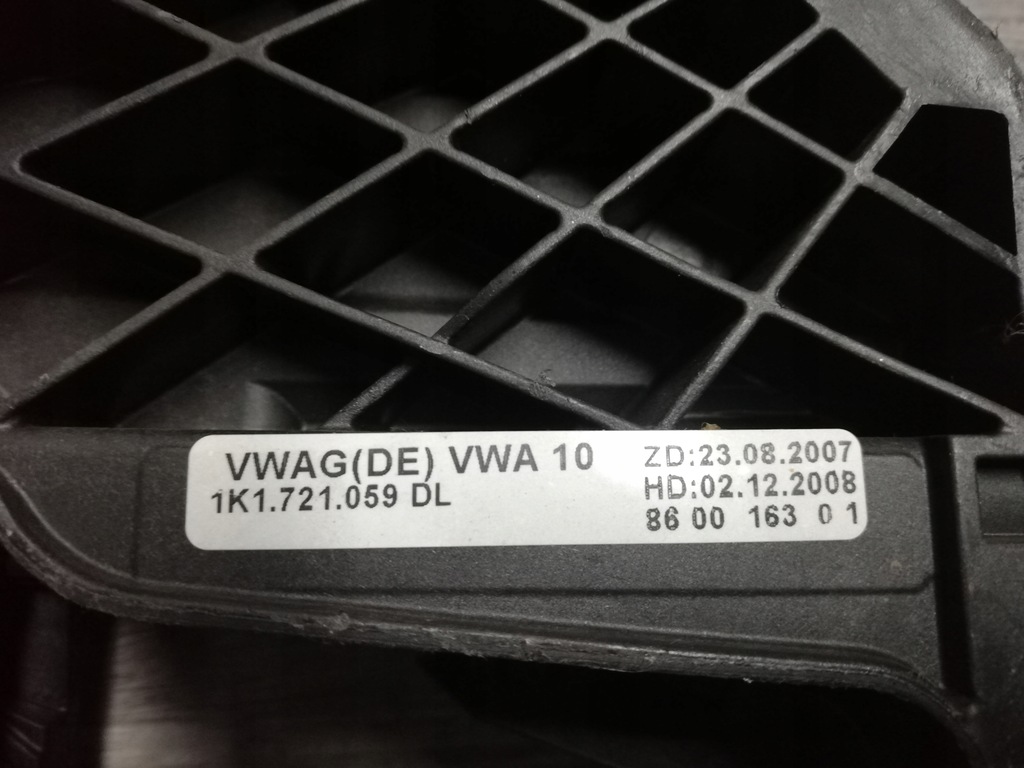 VWAG(DE) VWA 10
1K1.721.059 DL
ZD:23.08.2007
HD:02.12.2008
86 00 163 0 1